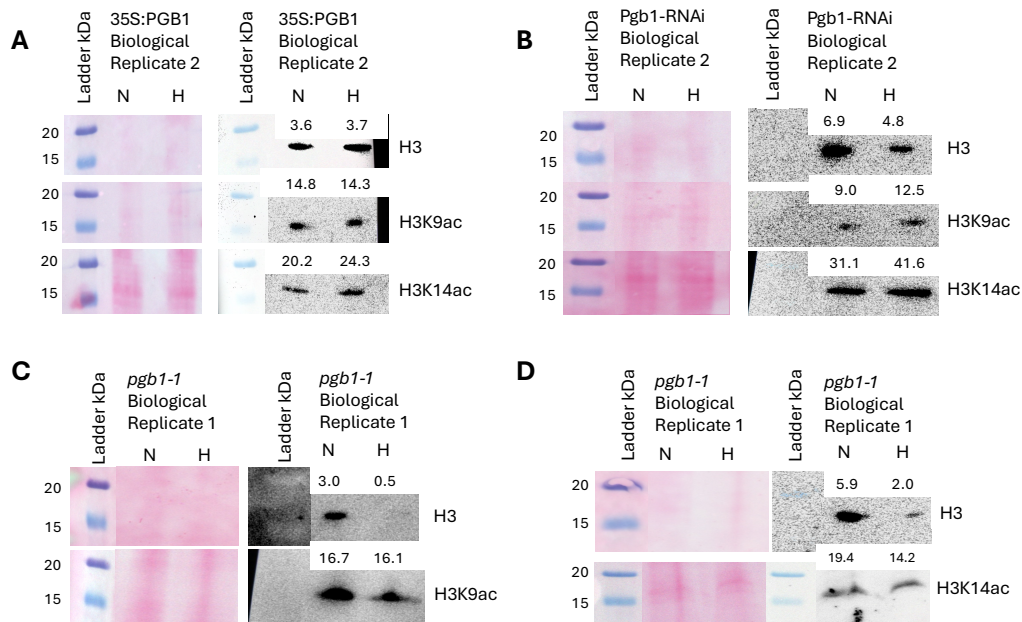 A
Ladder kDa
35S:PGB1
Biological
Replicate 2
N H
Ladder kDa
35S:PGB1
Biological
Replicate 2
N H
20
15
3.6 3.7
H3
20
15
14.8 14.3
H3K9ac
20
15
20.2 24.3
H3K14ac
B
Ladder kDa
Pgb1-RNAi
Biological
Replicate 2
N H
Ladder kDa
Pgb1-RNAi
Biological
Replicate 2
N H
20
15
6.9 4.8
H3
20
15
9.0 12.5
H3K9ac
20
15
31.1 41.6
H3K14ac
C
Ladder kDa
pgb1-1
Biological
Replicate 1
N H
Ladder kDa
pgb1-1
Biological
Replicate 1
N H
20
15
3.0 0.5
H3
20
15
16.7 16.1
H3K9ac
D
Ladder kDa
pgb1-1
Biological
Replicate 1
N H
Ladder kDa
pgb1-1
Biological
Replicate 1
N H
20
15
5.9 2.0
H3
20
15
19.4 14.2
H3K14ac